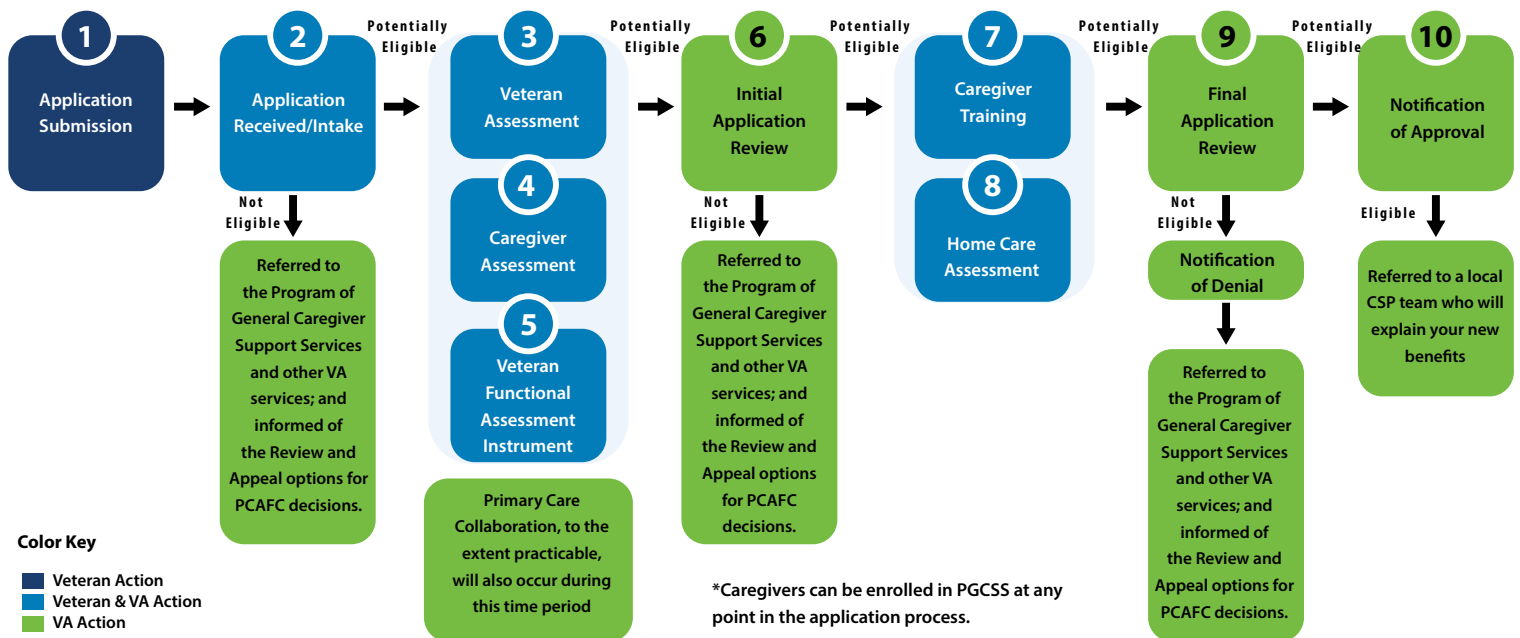 1
Application
Submission
2
Application
Received/Intake
Not
Eligible
Referred to
the Program of
General Caregiver
Support Services
and other VA
services; and
informed of
the Review and
Appeal options for
PCAFC decisions.
Potentially
Eligible
3
Veteran
Assessment
4
Caregiver
Assessment
5
Veteran
Functional
Assessment
Instrument
Primary Care
Collaboration, to the
extent practicable,
will also occur during
this time period
Potentially
Eligible
6
Initial
Application
Review
Not
Eligible
Referred to
the Program of
General Caregiver
Support Services
and other VA
services; and
informed of
the Review and
Appeal options
for PCAFC
decisions.
Potentially
Eligible
7
Caregiver
Training
8
Home Care
Assessment
Potentially
Eligible
9
Final
Application
Review
Not
Eligible
Notification
of Denial
Referred to
the Program of
General Caregiver
Support Services
and other VA
services; and
informed of
the Review and
Appeal options for
PCAFC decisions.
Potentially
Eligible
10
Notification
of Approval
Eligible
Referred to a local
CSP team who will
explain your new
benefits
Color Key
Veteran Action
Veteran & VA Action
VA Action
*Caregivers can be enrolled in PGCSS at any
point in the application process.